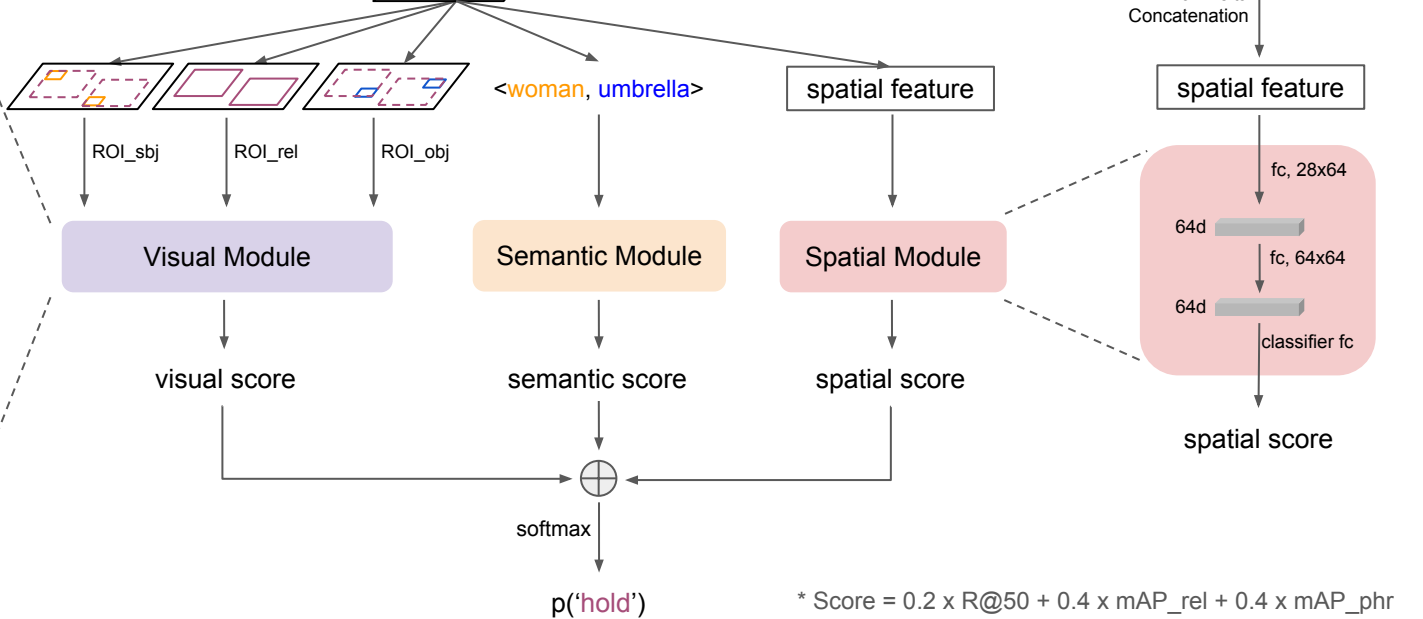 Concatenation
<woman, umbrella>
spatial feature
spatial feature
ROI_sbj
ROI_rel
ROI_obj
fc, 28x64
64d
Visual Module
Semantic Module
Spatial Module
fc, 64x64
64d
classifier fc
visual score
semantic score
spatial score
spatial score
softmax
p(‘hold’)
* Score = 0.2 x R@50 + 0.4 x mAP_rel + 0.4 x mAP_phr